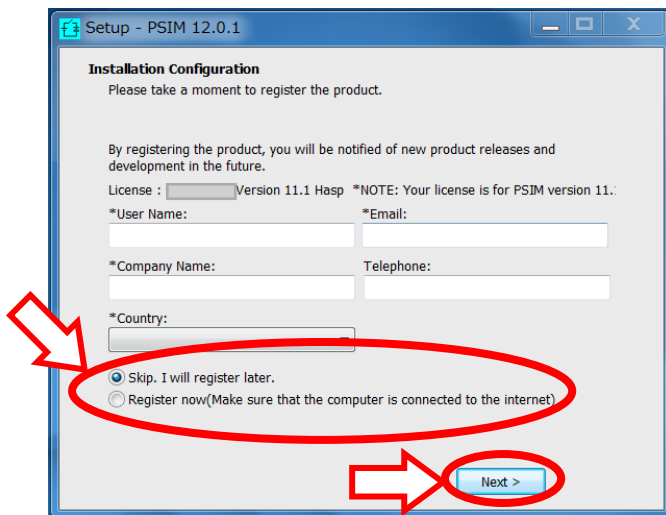 Setup - PSIM 12.0.1
Installation Configuration
Please take a moment to register the product.
By registering the product, you will be notified of new product releases and
development in the future.
License : Version 11.1 Hasp *NOTE: Your license is for PSIM version 11.
*User Name: *Email:
*Company Name: Telephone:
*Country:
Skip. I will register later.
Register now(Make sure that the computer is connected to the internet)
Next >